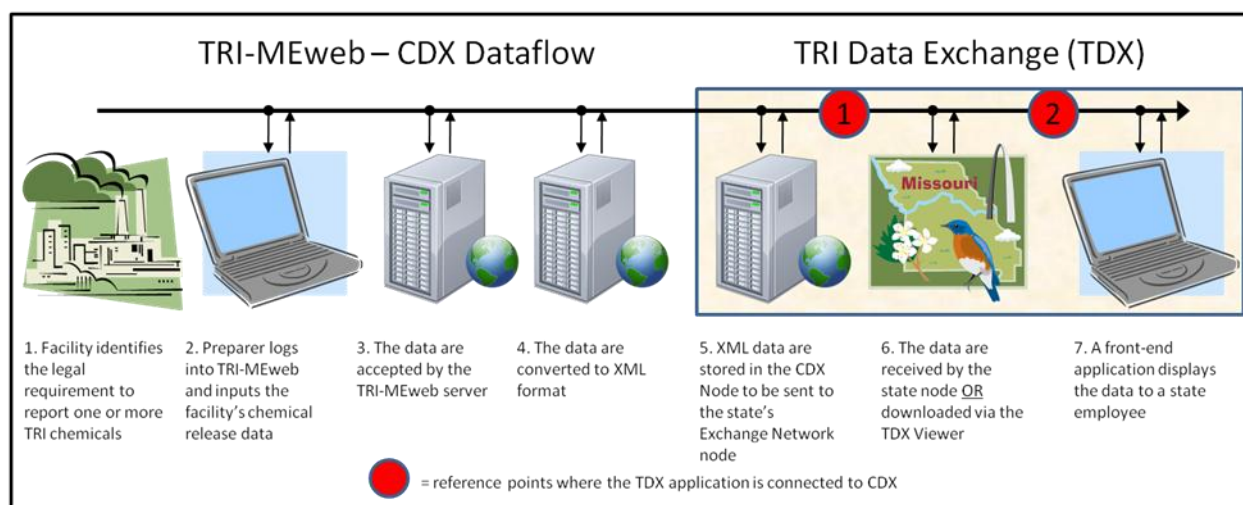 TRI-MEweb – CDX Dataflow
TRI Data Exchange (TDX)
1
2
Missouri
1. Facility identifies
the legal
requirement to
report one or more
TRI chemicals
2. Preparer logs
into TRI-MEweb
and inputs the
facility's chemical
release data
3. The data are
accepted by the
TRI-MEweb server
4. The data are
converted to XML
format
5. XML data are
stored in the CDX
Node to be sent to
the state's
Exchange Network
node
6. The data are
received by the
state node OR
downloaded via the
TDX Viewer
7. A front-end
application displays
the data to a state
employee
= reference points where the TDX application is connected to CDX